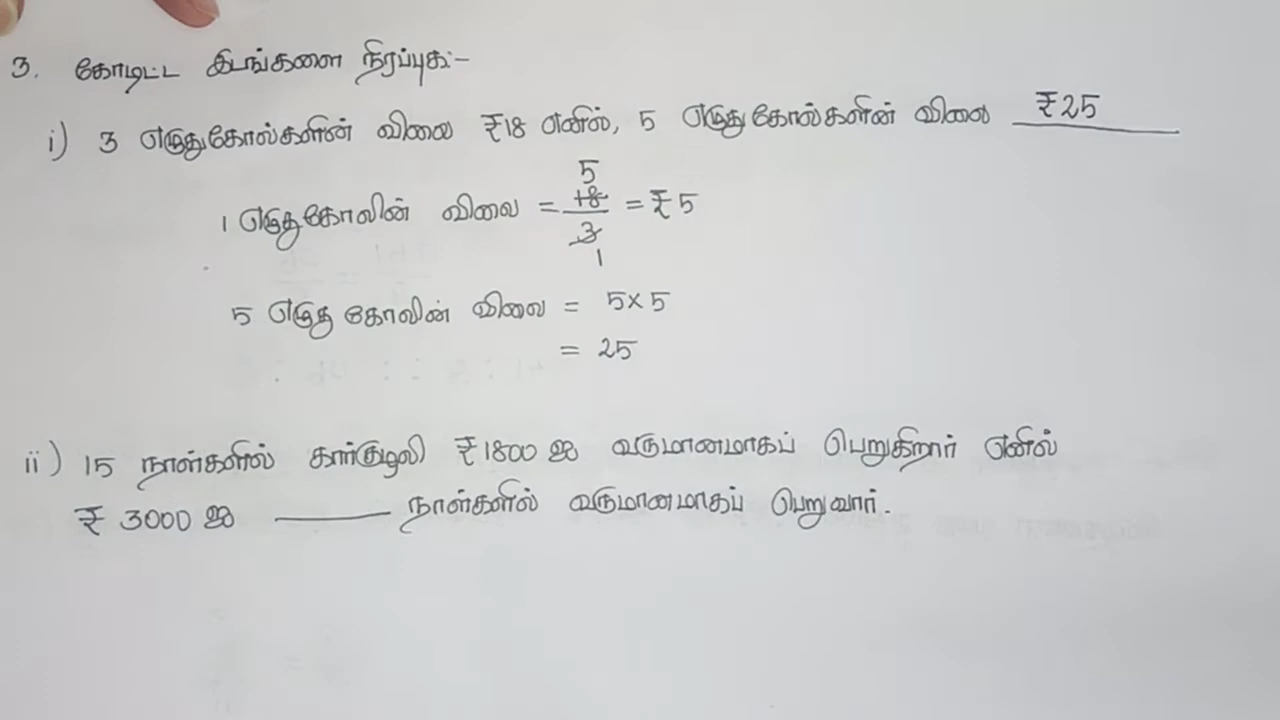 3. கோடிட்ட இடங்களை நிரப்புக:-
i) 3 எழுதுகோல்களின் விலை ₹18 எனில், 5 எழுதுகோல்களின் விலை ₹25
5
1 எழுதுகோலின் விலை = 18/3 = ₹5
1
5 எழுதுகோலின் விலை = 5×5
= 25
ii) 15 நாள்களில் கார்குழலி ₹1800 ஐ வருமானமாகப் பெறுகிறார் எனில்
₹ 3000 ஐ ______ நாள்களில் வருமானமாகப் பெறுவார்.